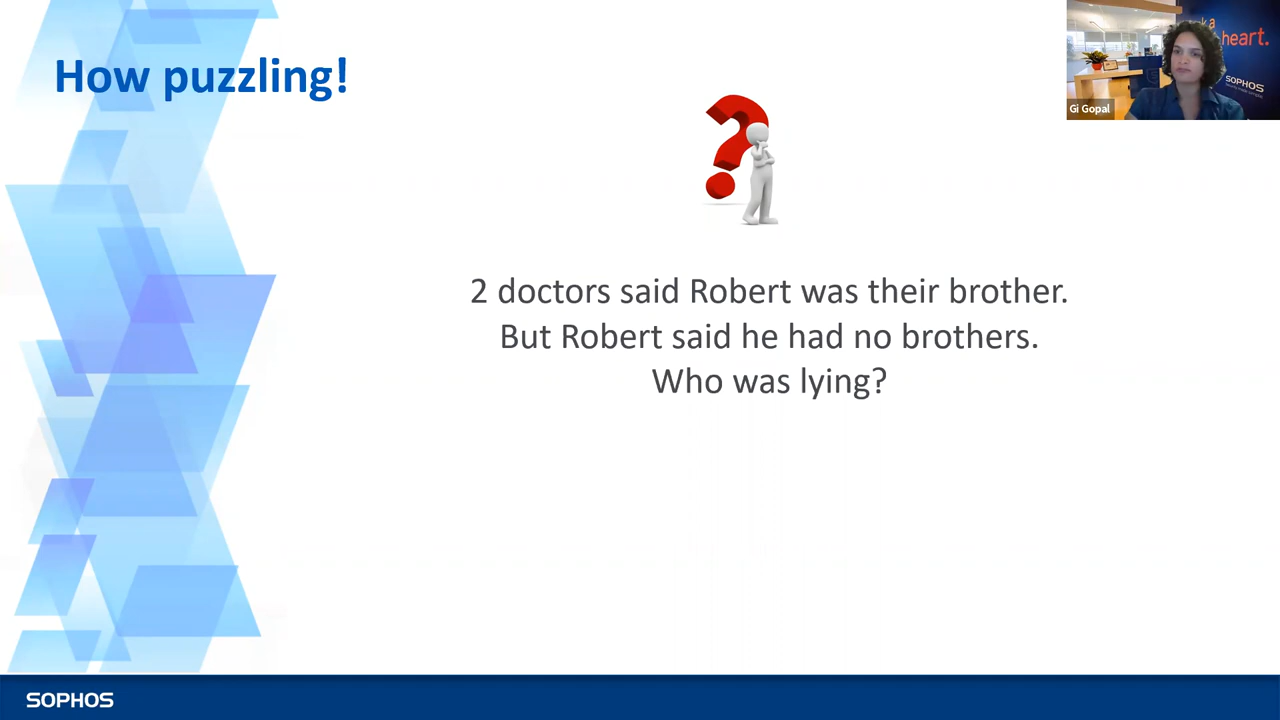 How puzzling!
a
heart.
SOPHOS
Gi Gopal
2 doctors said Robert was their brother.
But Robert said he had no brothers.
Who was lying?
SOPHOS